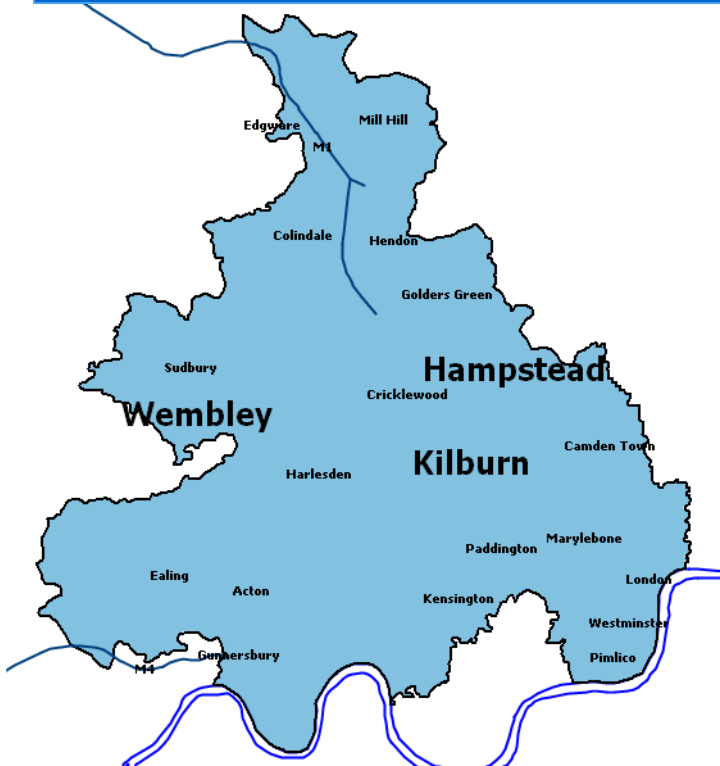 Mill Hill
Edgware
M1
Colindale
Hendon
Golders Green
Sudbury
Hampstead
Cricklewood
Wembley
Camden Town
Kilburn
Harlesden
Marylebone
Paddington
Ealing
London
Acton
Kensington
Westminster
Gunnersbury
Pimlico
M4